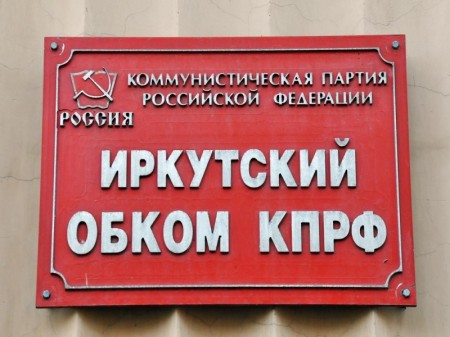 КОММУНИСТИЧЕСКАЯ ПАРТИЯ
РОССИЙСКОЙ ФЕДЕРАЦИИ
РОССИЯ
ИРКУТСКИЙ
ОБКОМ КПРФ